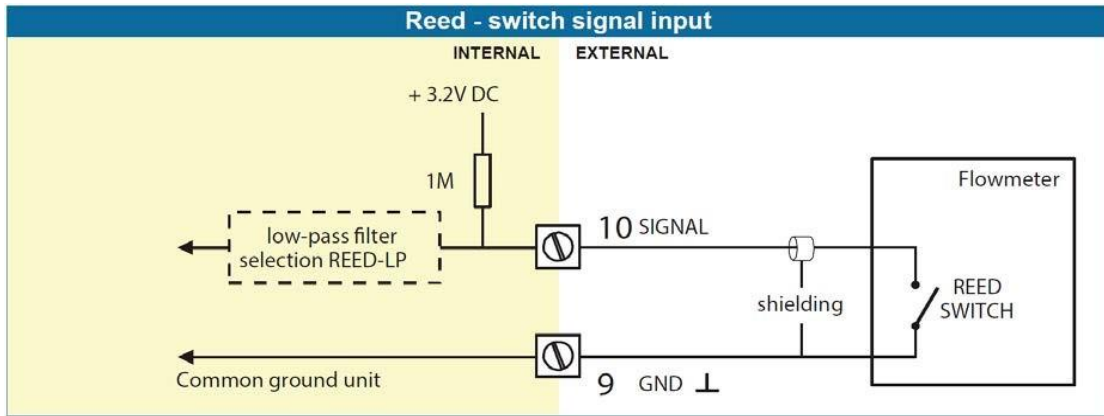 Reed - switch signal input
INTERNAL
EXTERNAL
+ 3.2V DC
1M
Flowmeter
10 SIGNAL
low-pass filter
selection REED-LP
shielding
REED
SWITCH
Common ground unit
9 GND